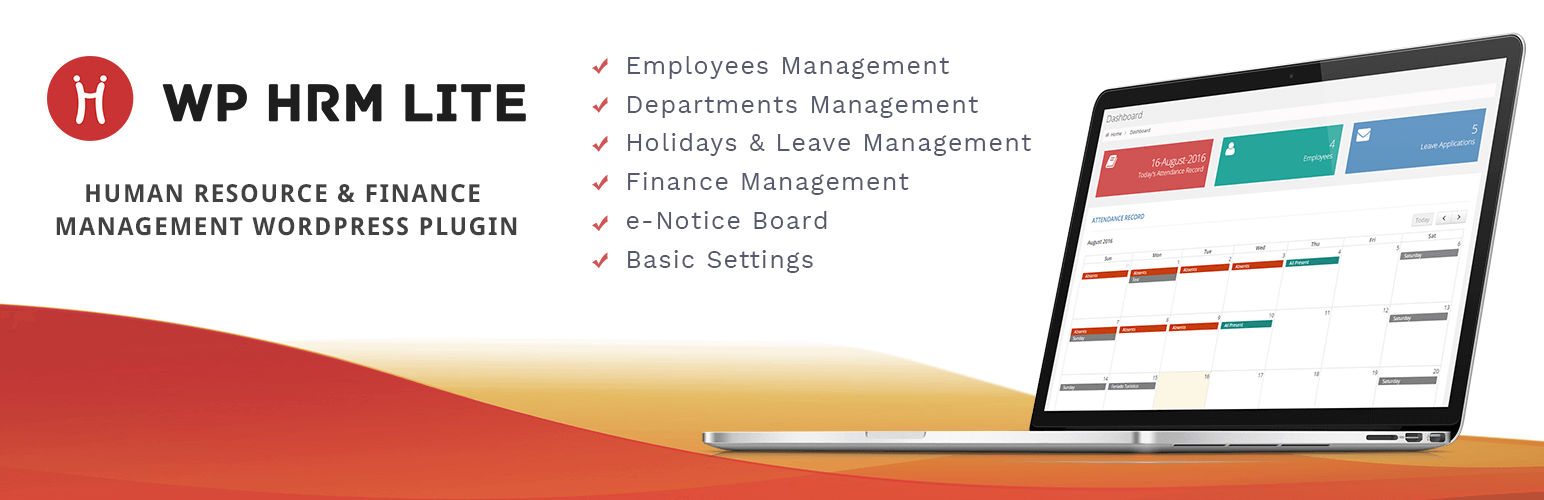 WP HRM LITE
HUMAN RESOURCE & FINANCE
MANAGEMENT WORDPRESS PLUGIN
Employees Management
Departments Management
Holidays & Leave Management
Finance Management
e-Notice Board
Basic Settings
Dashboard
Home Dashboard
16-August-2016
Today's Attendance Record
4
Employees
5
Leave Applications
ATTENDANCE RECORD
Today
August 2016
Sun Mon Tue Wed Thu Fri Sat
1 2 3 4 5 6
Absents Absents Absents Absents All Present Saturday
Test
7 8 9 10 11 12 13
Absents Absents Absents All Present Saturday
Sunday
14 15 16 17 18 19 20
Sunday Saturday